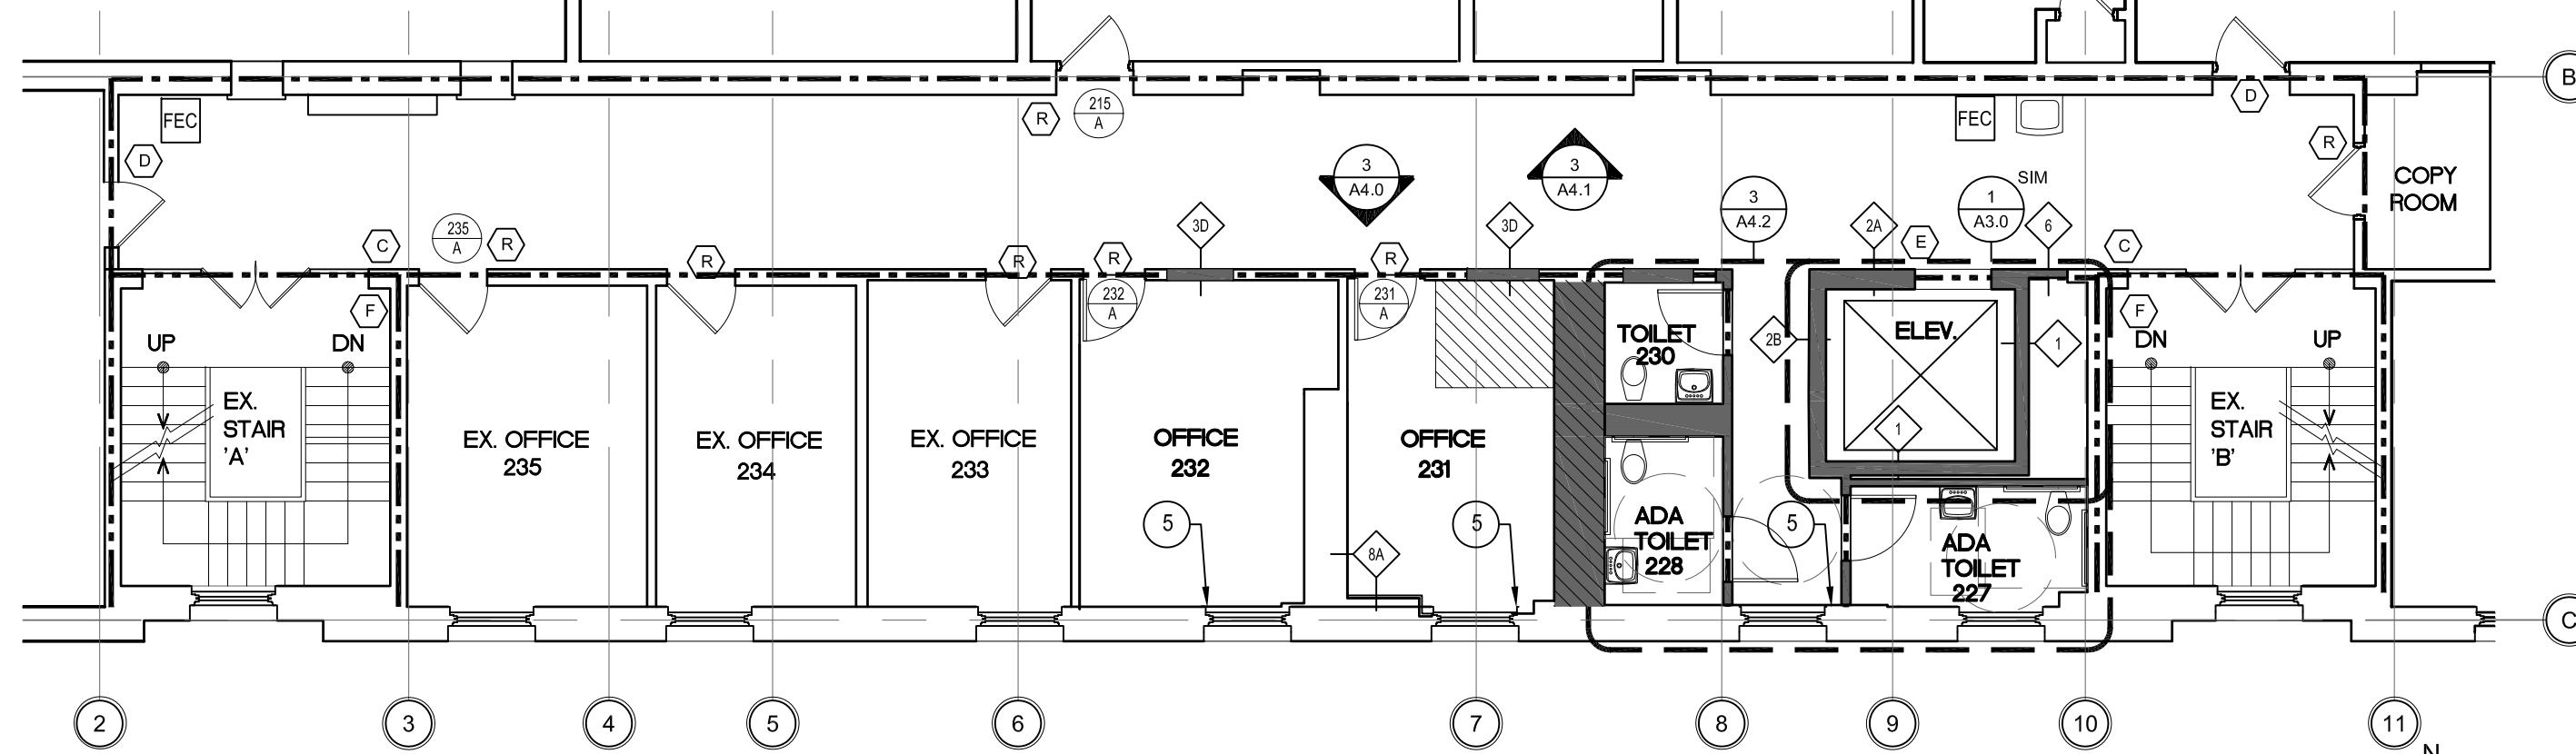 B
FEC
215
A
R
FEC
D
D
R
3
A4.0
3
A4.1
SIM
COPY
ROOM
3
A4.2
1
A3.0
C
235
A
R
R
R
R
3D
R
3D
2A
E
6
C
F
232
A
231
A
F
UP
DN
TOILET
230
2B
ELEV.
1
DN
UP
EX.
STAIR
'A'
EX. OFFICE
235
EX. OFFICE
234
EX. OFFICE
233
OFFICE
232
OFFICE
231
1
EX.
STAIR
'B'
5
5
8A
ADA
TOILET
228
5
ADA
TOILET
227
C
2
3
4
5
6
7
8
9
10
11
N